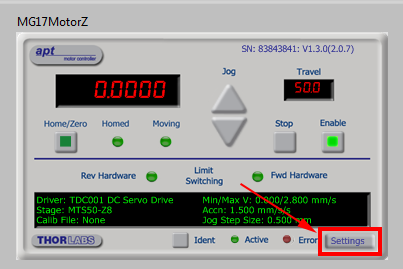 MG17MotorZ
apt
motor controller
SN: 83843841: V1.3.0(2.0.7)
0.0000
Jog
Travel
50.0
Home/Zero Homed Moving
Stop Enable
Rev Hardware Limit Switching Fwd Hardware
Driver: TDC001 DC Servo Drive Min/Max V: 0.000/2.800 mm/s
Stage: MTS50-Z8 Accn: 1.500 mm/s/s
Calib File: None Jog Step Size: 0.500 mm
THORLABS Ident Active Error Settings